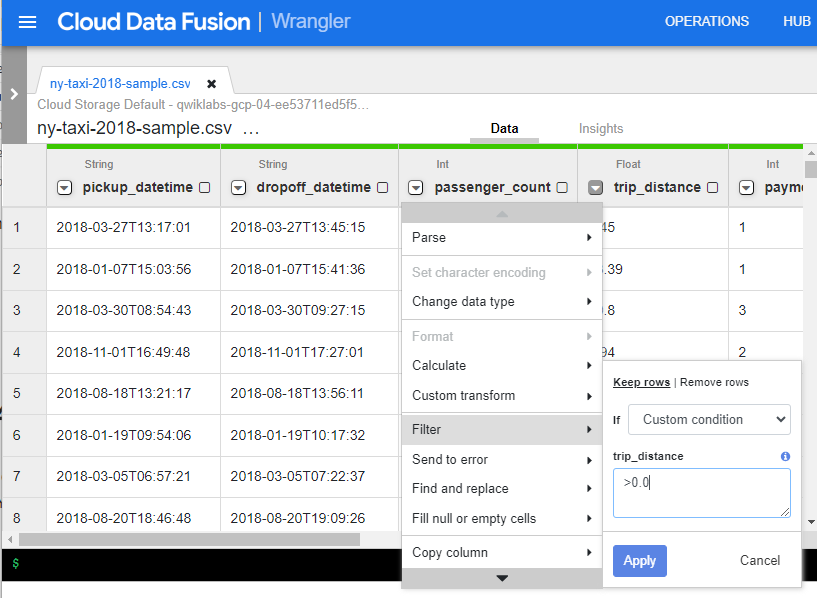 Cloud Data Fusion | Wrangler
OPERATIONS
HUB
ny-taxi-2018-sample.csv
Cloud Storage Default - qwiklabs-gcp-04-ee53711ed5f5...
ny-taxi-2018-sample.csv ...
Data
Insights
String
String
Int
Float
Int
pickup_datetime
dropoff_datetime
passenger_count
trip_distance
payme
1 2018-03-27T13:17:01 2018-03-27T13:45:15 45 1
2 2018-01-07T15:03:56 2018-01-07T15:41:36 .39 1
3 2018-03-30T08:54:43 2018-03-30T09:27:15 .8 3
4 2018-11-01T16:49:48 2018-11-01T17:27:01 94 2
5 2018-08-18T13:21:17 2018-08-18T13:56:11
6 2018-01-19T09:54:06 2018-01-19T10:17:32
7 2018-03-05T06:57:21 2018-03-05T07:22:37
8 2018-08-20T18:46:48 2018-08-20T19:09:26
$
Parse
Set character encoding
Change data type
Format
Calculate
Custom transform
Filter
Send to error
Find and replace
Fill null or empty cells
Copy column
Keep rows | Remove rows
If Custom condition
trip_distance
>0.0
Apply
Cancel